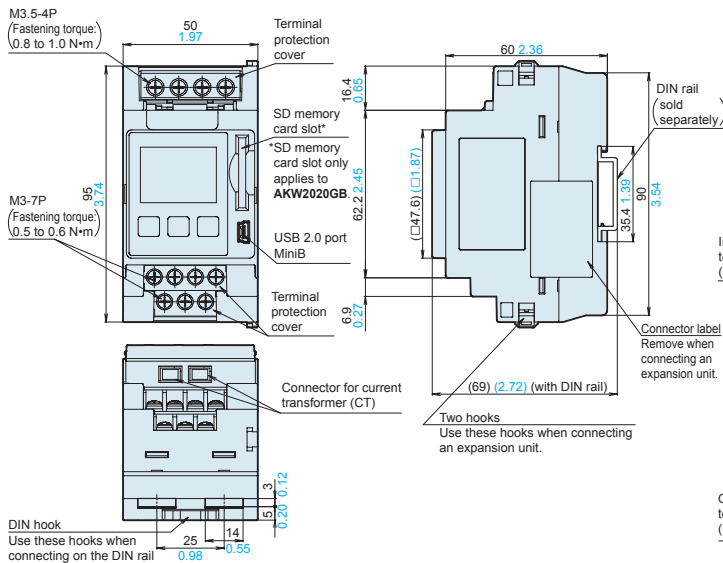 M3.5-4P
(Fastening torque:
0.8 to 1.0 N•m)
50
1.97
Terminal
protection
cover
SD memory
card slot*
*SD memory
card slot only
applies to
AKW2020GB.
USB 2.0 port
MiniB
Terminal
protection
cover
95
3.74
M3-7P
(Fastening torque:
0.5 to 0.6 N•m)
60 2.36
16.4
0.65
62.2 2.45
(□47.6) (□1.87)
6.9
0.27
DIN rail
(sold
separately)
35.4 1.39
90
3.54
Connector label
Remove when
connecting an
expansion unit.
(69) (2.72) (with DIN rail)
Two hooks
Use these hooks when connecting
an expansion unit.
Connector for current
transformer (CT)
3
0.12
5
0.20
14
0.55
25
0.98
DIN hook
Use these hooks when
connecting on the DIN rail